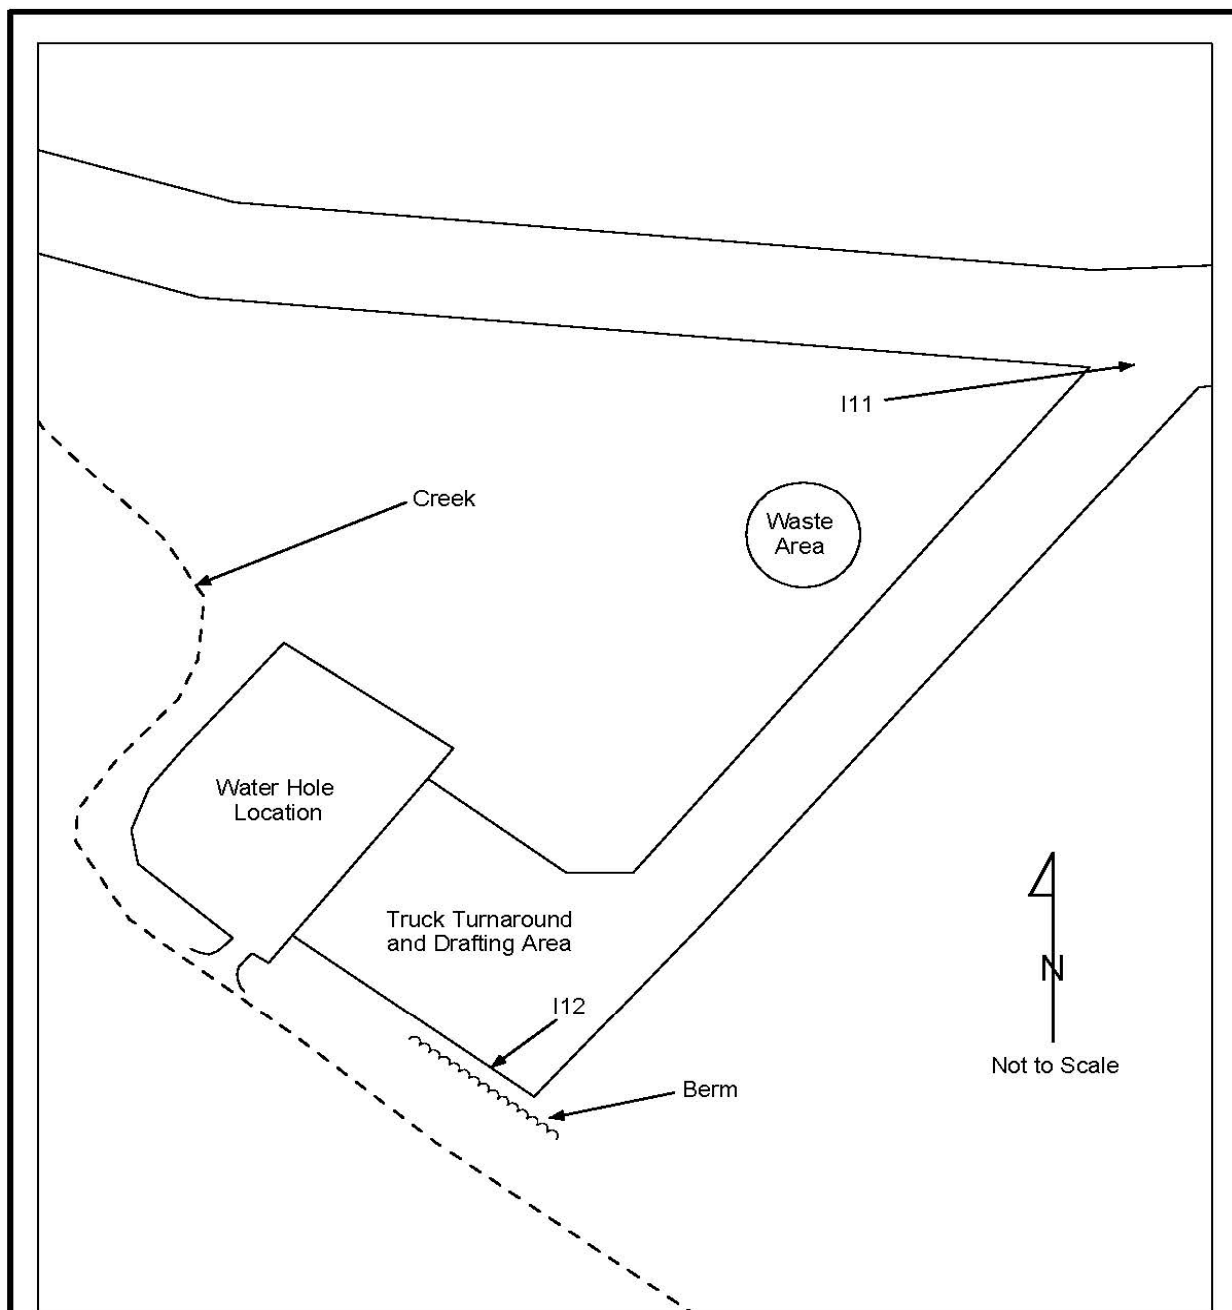 I11
Creek
Waste
Area
Water Hole
Location
Truck Turnaround
and Drafting Area
N
I12
Not to Scale
Berm